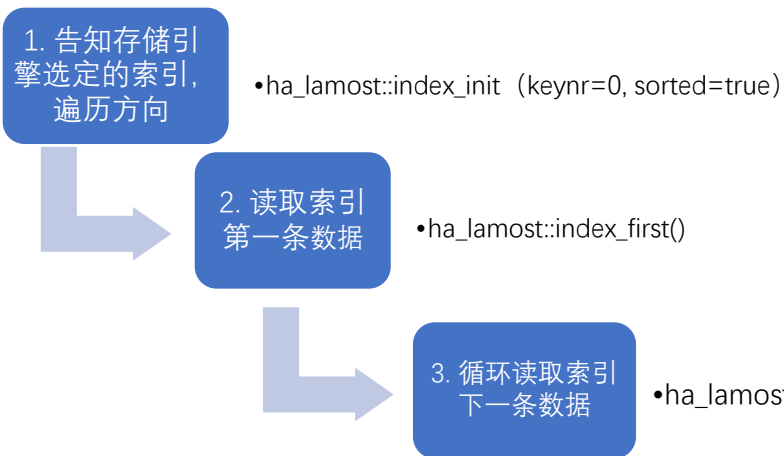 1. 告知存储引
擎选定的索引，
遍历方向
•ha_lamost::index_init（keynr=0, sorted=true）
2. 读取索引
第一条数据
•ha_lamost::index_first()
3. 循环读取索引
下一条数据
•ha_lamost